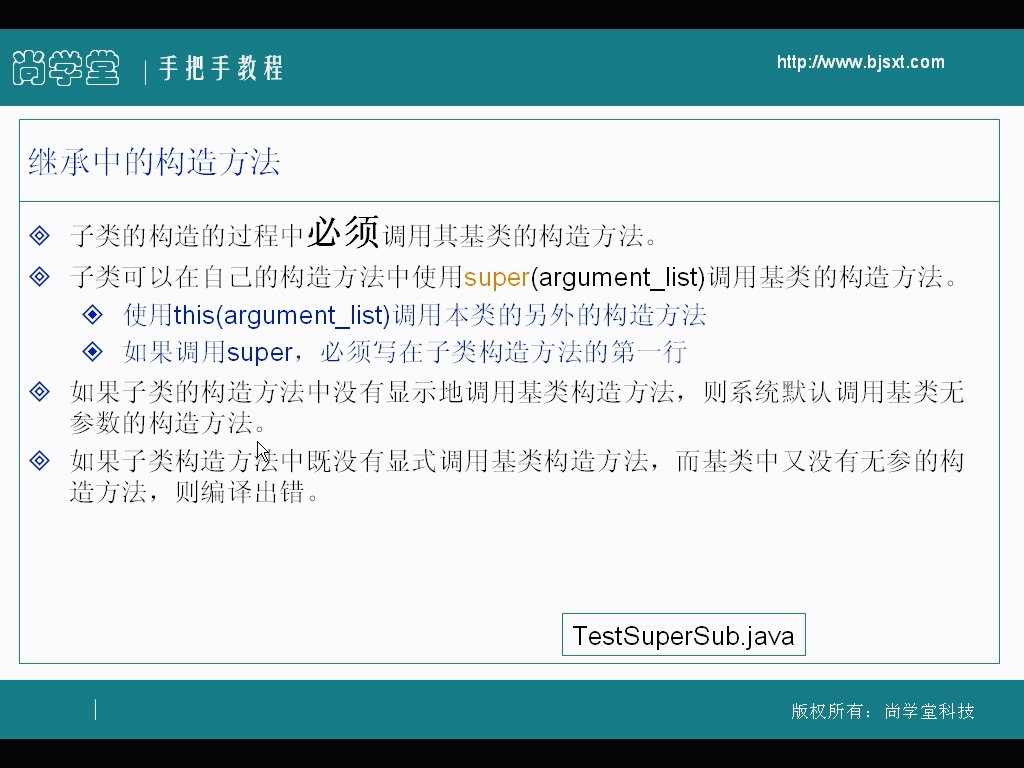 尚学堂 手把手教程
http://www.bjsxt.com
继承中的构造方法
子类的构造的过程中必须调用其基类的构造方法。
子类可以在自己的构造方法中使用super(argument_list)调用基类的构造方法。
使用this(argument_list)调用本类的另外的构造方法
如果调用super，必须写在子类构造方法的第一行
如果子类的构造方法中没有显示地调用基类构造方法，则系统默认调用基类无
参数的构造方法。
如果子类构造方法中既没有显式调用基类构造方法，而基类中又没有无参的构
造方法，则编译出错。
TestSuperSub.java
版权所有：尚学堂科技